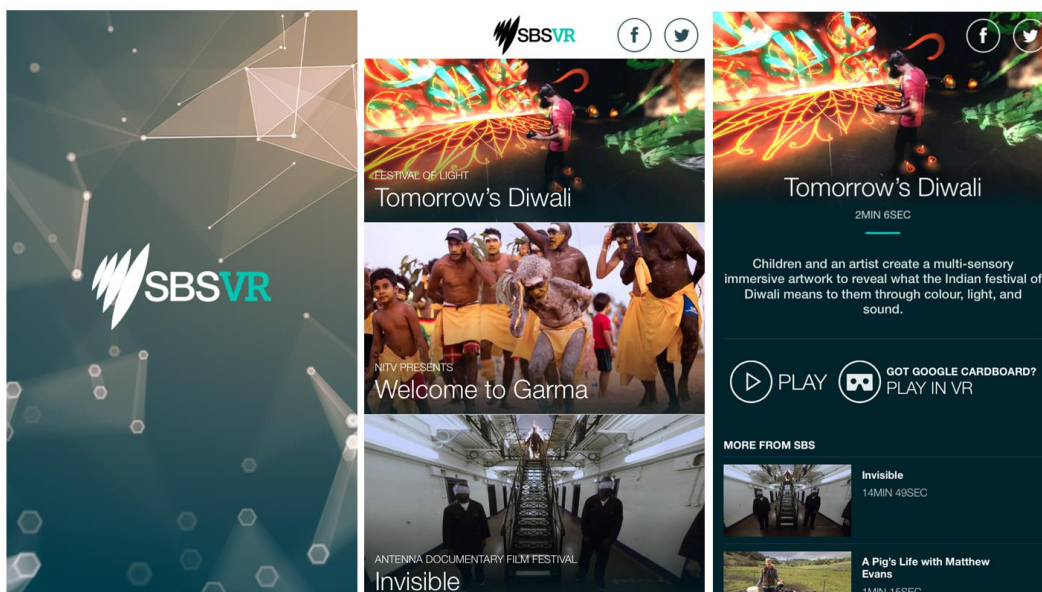 SBSVR
SBSVR
f
FESTIVAL OF LIGHT
Tomorrow's Diwali
NITV PRESENTS
Welcome to Garma
ANTENNA DOCUMENTARY FILM FESTIVAL
Invisible
f
Tomorrow's Diwali
2MIN 6SEC
Children and an artist create a multi-sensory
immersive artwork to reveal what the Indian festival of
Diwali means to them through colour, light, and
sound.
PLAY
GOT GOOGLE CARDBOARD?
PLAY IN VR
MORE FROM SBS
Invisible
14MIN 49SEC
A Pig's Life with Matthew
Evans
1MIN 15SEC